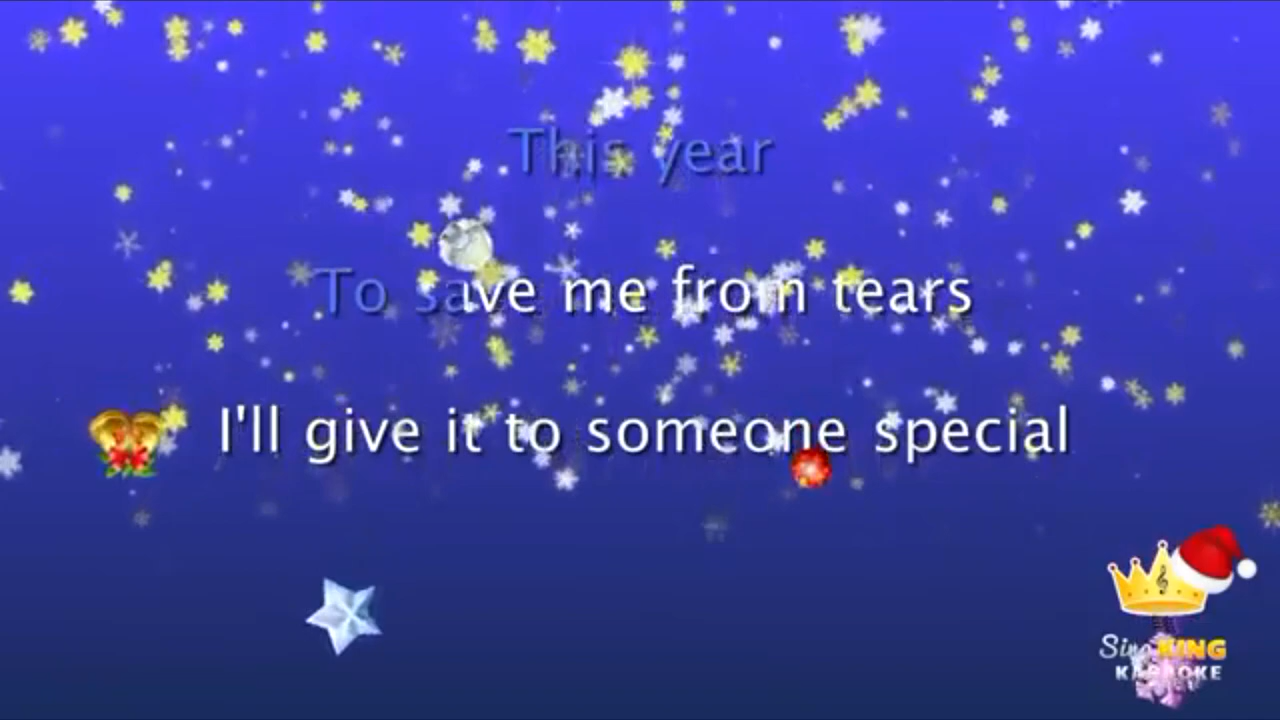 This year
To save me from tears
I'll give it to someone special
Sing KING
KARAOKE